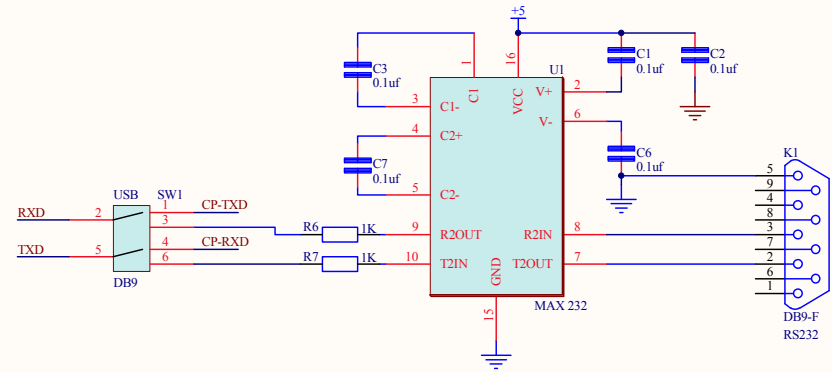 +5
C3
0.1uf
1
16
U1
C1
0.1uf
C2
0.1uf
C1
VCC
V+
2
3
C1-
4
C2+
V-
6
C7
0.1uf
C6
0.1uf
K1
5
C2-
5
9
4
8
3
7
2
6
1
USB
SW1
RXD
2
1
CP-TXD
3
R6
1K
9
R2OUT
R2IN
8
TXD
5
4
CP-RXD
6
R7
1K
10
T2IN
T2OUT
7
GND
DB9
15
MAX 232
DB9-F
RS232